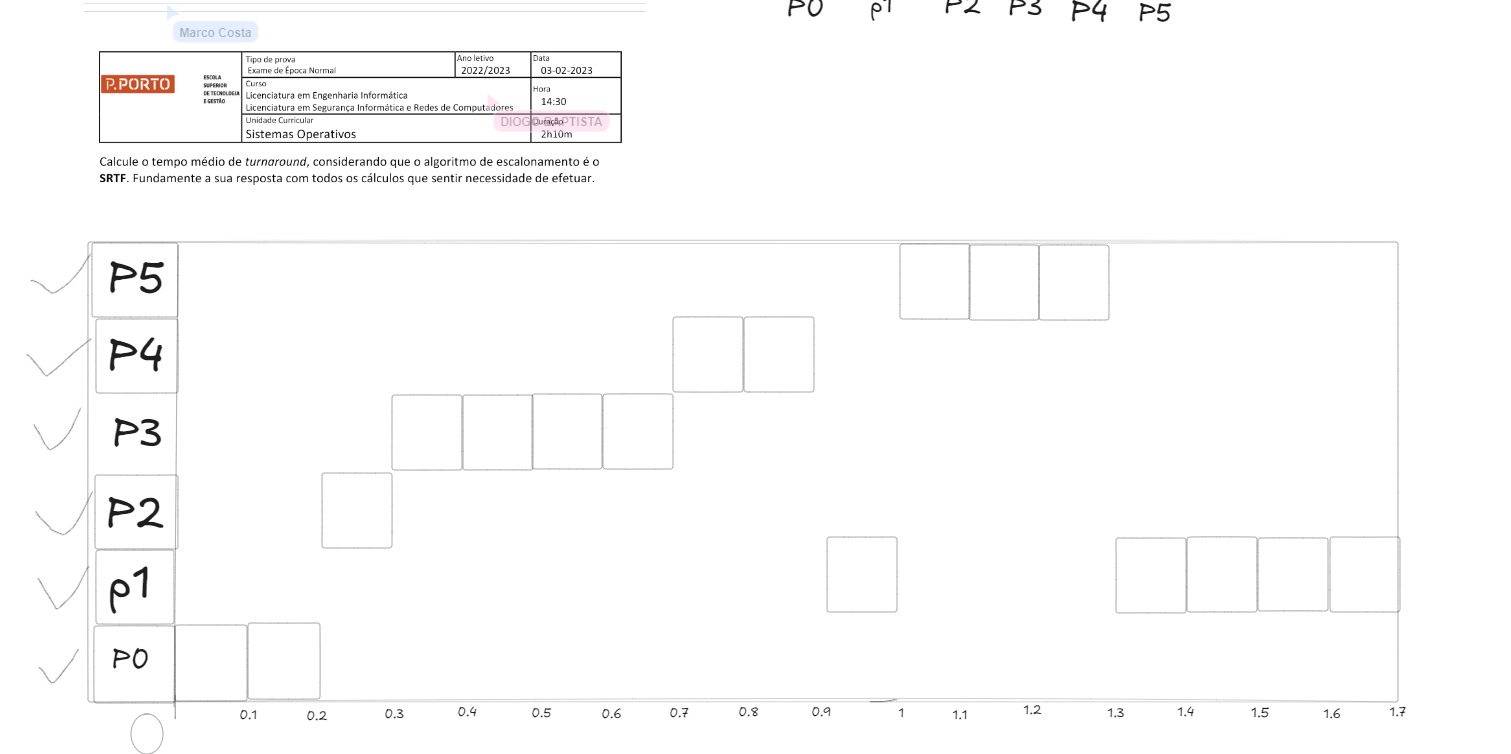 P0 p1 P2 P3 P4 P5
Marco Costa
P.PORTO
ESCOLA
SUPERIOR
DE TECNOLOGIA
E GESTÃO
Tipo de prova
Exame de Época Normal
Ano letivo
2022/2023
Data
03-02-2023
Curso
Licenciatura em Engenharia Informática
Licenciatura em Segurança Informática e Redes de Computadores
Hora
14:30
Unidade Curricular
Sistemas Operativos
DIOGO BAPTISTA
Duração
2h10m
Calcule o tempo médio de turnaround, considerando que o algoritmo de escalonamento é o
SRTF. Fundamente a sua resposta com todos os cálculos que sentir necessidade de efetuar.
P5
P4
P3
P2
p1
P0
0.1 0.2 0.3 0.4 0.5 0.6 0.7 0.8 0.9 1 1.1 1.2 1.3 1.4 1.5 1.6 1.7